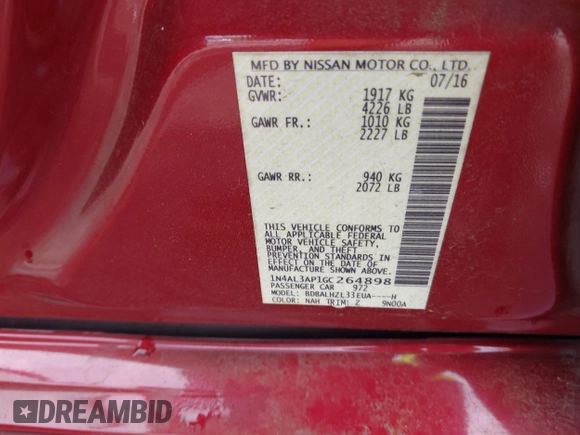 MFD BY NISSAN MOTOR CO., LTD.
DATE: 07/16
GVWR: 1917 KG
4226 LB
GAWR FR.: 1010 KG
2227 LB
GAWR RR.: 940 KG
2072 LB
THIS VEHICLE CONFORMS TO
ALL APPLICABLE FEDERAL
MOTOR VEHICLE SAFETY,
BUMPER, AND THEFT
PREVENTION STANDARDS IN
EFFECT ON THE DATE OF
MANUFACTURE SHOWN ABOVE.
1N4AL3AP1GC264898
PASSENGER CAR 972
MODEL: BDBALHZL33EUA----H
COLOR: NAH TRIM: Z 9N00A
DREAMBID